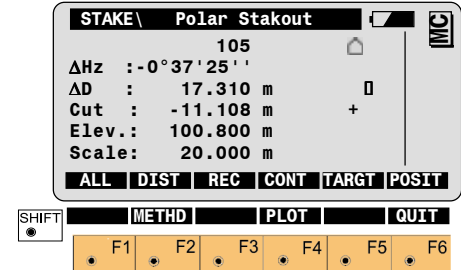 STAKE\ Polar Stakout
MC
105
ΔHz :-0°37'25''
ΔD : 17.310 m
Cut : -11.108 m +
Elev.: 100.800 m
Scale: 20.000 m
ALL DIST REC CONT TARGT POSIT
SHIFT METHD PLOT QUIT
F1 F2 F3 F4 F5 F6